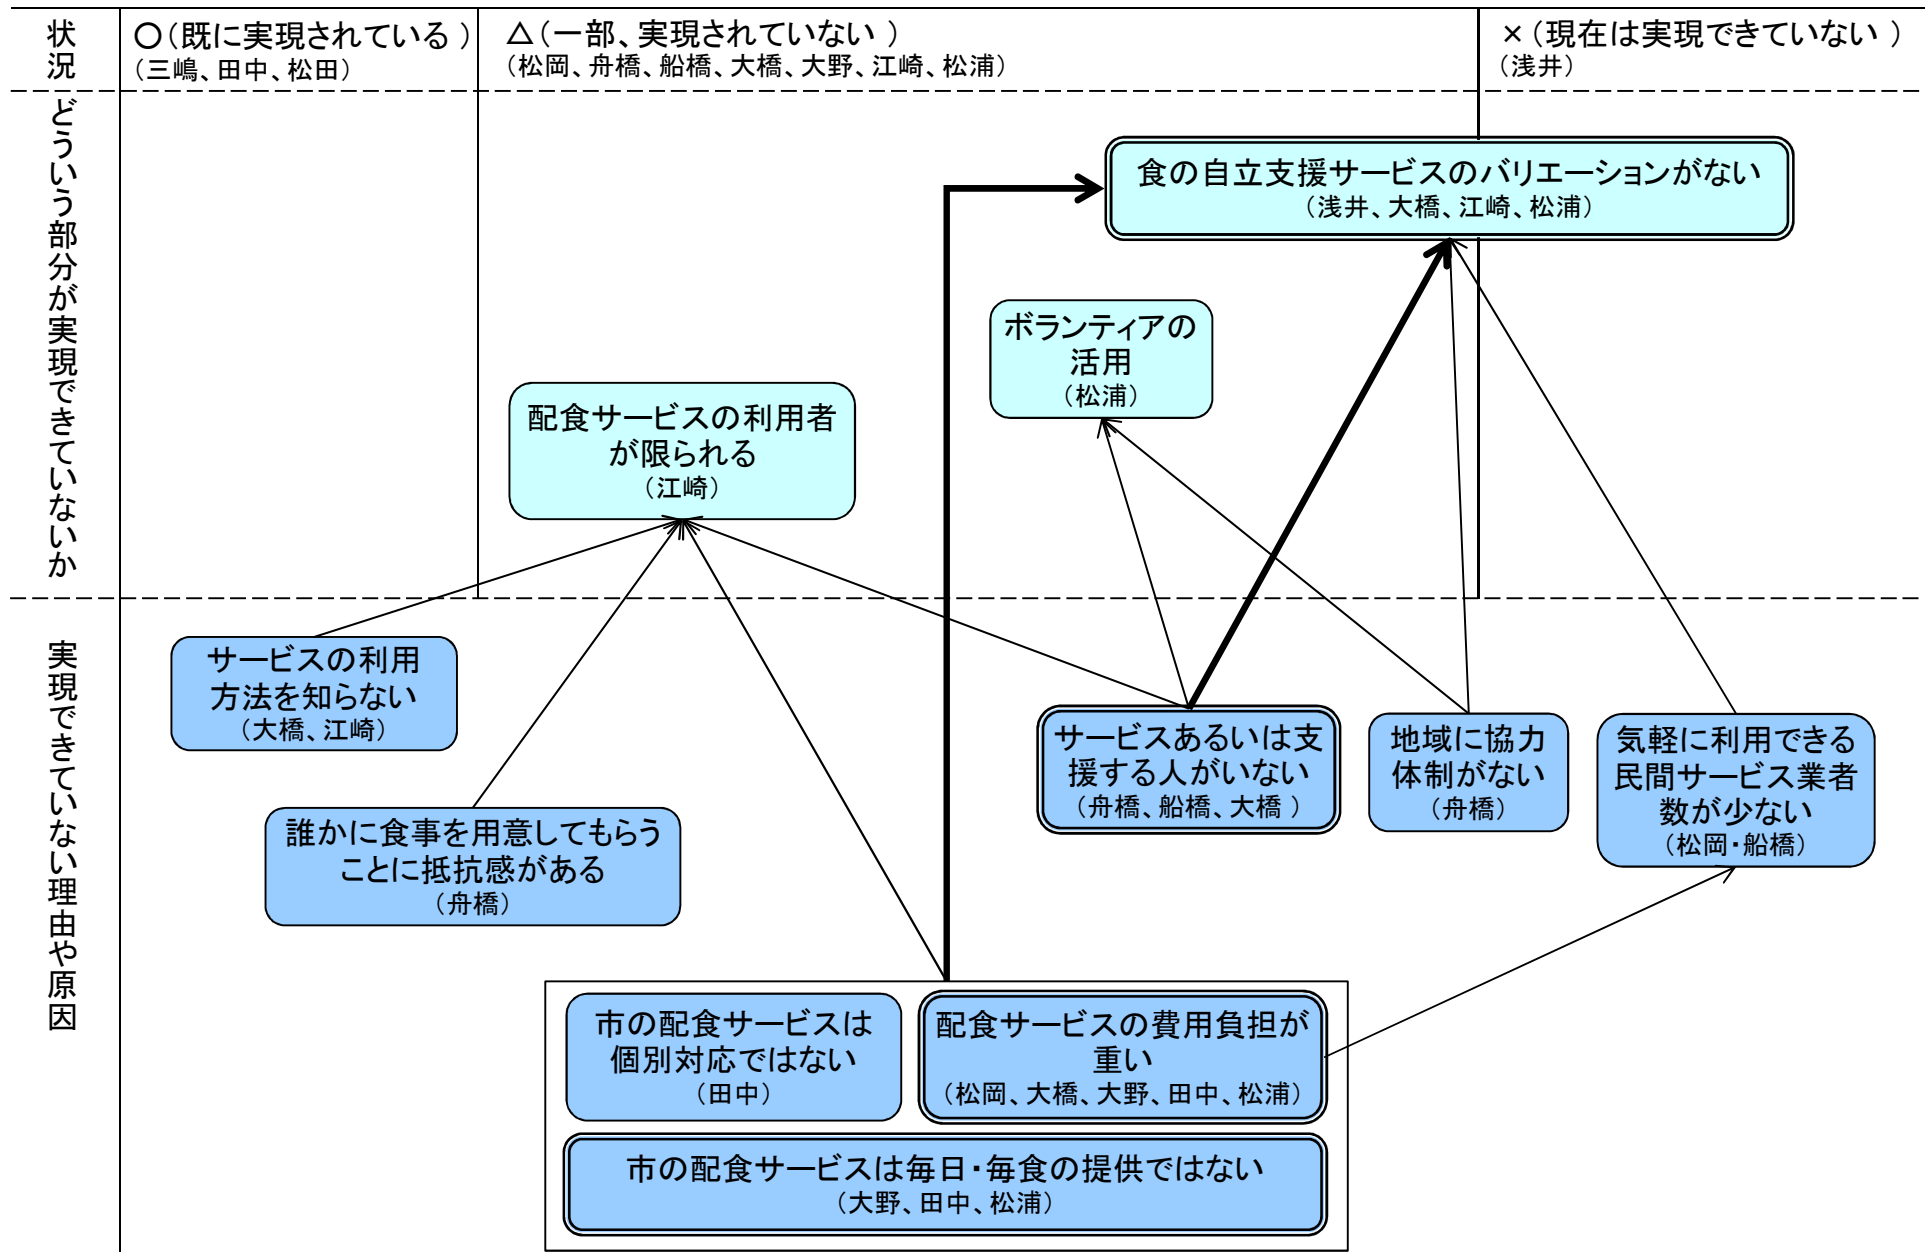 状況
○(既に実現されている )
(三嶋、田中、松田)
△(一部、実現されていない )
(松岡、舟橋、船橋、大橋、大野、江崎、松浦)
×(現在は実現できていない )
(浅井)
どういう部分が実現できていないか
食の自立支援サービスのバリエーションがない
(浅井、大橋、江崎、松浦)
ボランティアの
活用
(松浦)
配食サービスの利用者
が限られる
(江崎)
実現できていない理由や原因
サービスの利用
方法を知らない
(大橋、江崎)
サービスあるいは支
援する人がいない
(舟橋、船橋、大橋 )
地域に協力
体制がない
(舟橋)
気軽に利用できる
民間サービス業者
数が少ない
(松岡・船橋)
誰かに食事を用意してもらう
ことに抵抗感がある
(舟橋)
市の配食サービスは
個別対応ではない
(田中)
配食サービスの費用負担が
重い
(松岡、大橋、大野、田中、松浦)
市の配食サービスは毎日・毎食の提供ではない
(大野、田中、松浦)